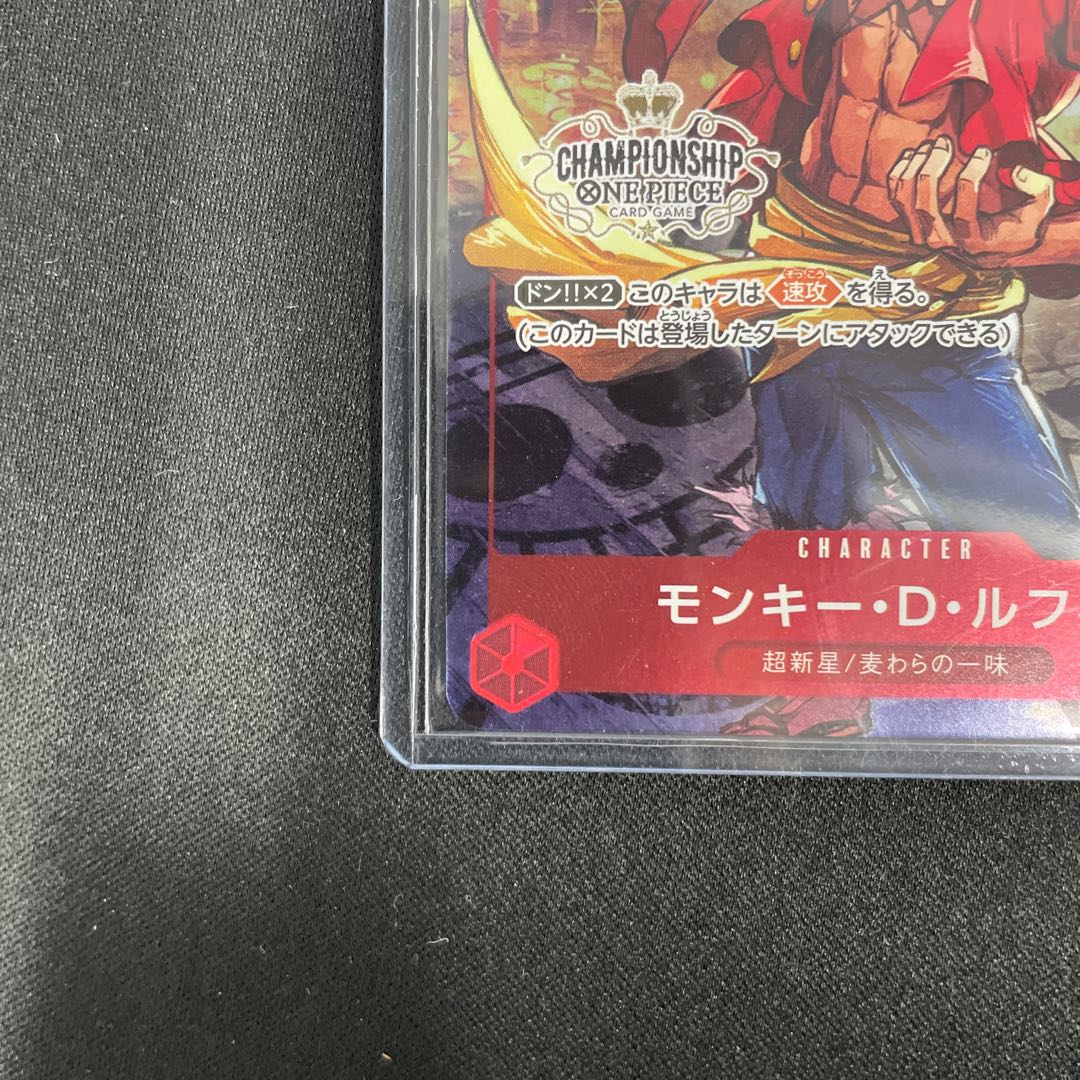 CHAMPIONSHIP
ONE PIECE
CARD GAME
ドン!!×2 このキャラは 速攻 を得る。
(このカードは登場したターンにアタックできる)
CHARACTER
モンキー・D・ルフ
超新星/麦わらの一味